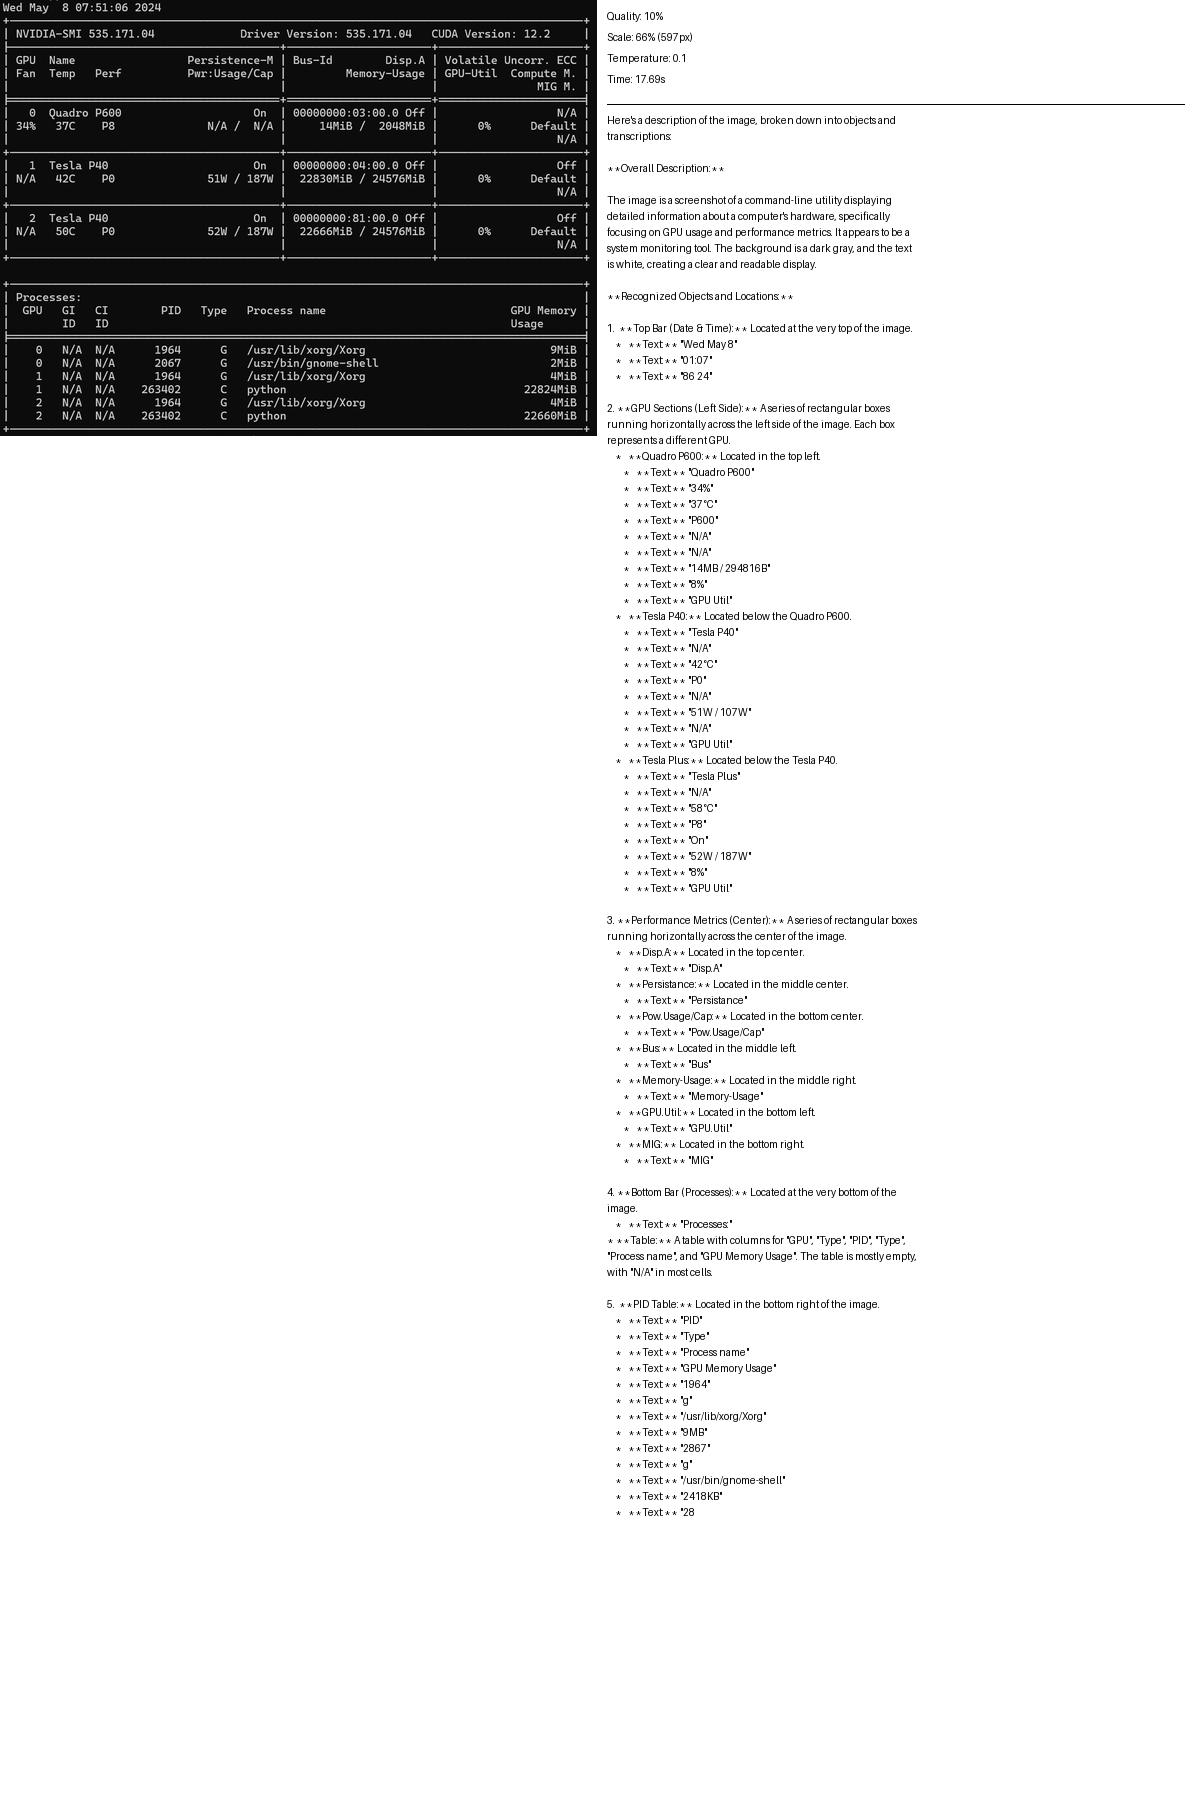 Wed May  8 07:51:06 2024
NVIDIA-SMI 535.171.04 Driver Version: 535.171.04 CUDA Version: 12.2
GPU Name Persistence-M | Bus-Id Disp.A | Volatile Uncorr. ECC
Fan Temp Perf Pwr:Usage/Cap | Memory-Usage | GPU-Util Compute M.
MIG M.
0 Quadro P600 On | 00000000:03:00.0 Off | N/A
34% 37C P8 N/A / N/A | 14MiB / 2048MiB | 0% Default
N/A
1 Tesla P40 On | 00000000:04:00.0 Off | Off
N/A 42C P0 51W / 187W | 22830MiB / 24576MiB | 0% Default
N/A
2 Tesla P40 On | 00000000:81:00.0 Off | Off
N/A 50C P0 52W / 187W | 22666MiB / 24576MiB | 0% Default
N/A
Processes:
GPU GI CI PID Type Process name GPU Memory
ID ID Usage
0 N/A N/A 1964 G /usr/lib/xorg/Xorg 9MiB
0 N/A N/A 2067 G /usr/bin/gnome-shell 2MiB
1 N/A N/A 1964 G /usr/lib/xorg/Xorg 4MiB
1 N/A N/A 263402 C python 22824MiB
2 N/A N/A 1964 G /usr/lib/xorg/Xorg 4MiB
2 N/A N/A 263402 C python 22660MiB
Quality: 10%
Scale: 66% (597px)
Temperature: 0.1
Time: 17.69s
Here's a description of the image, broken down into objects and
transcriptions:
**Overall Description:**
The image is a screenshot of a command-line utility displaying
detailed information about a computer's hardware, specifically
focusing on GPU usage and performance metrics. It appears to be a
system monitoring tool. The background is a dark gray, and the text
is white, creating a clear and readable display.
**Recognized Objects and Locations:**
1. **Top Bar (Date & Time):** Located at the very top of the image.
* **Text** "Wed May 8"
* **Text** "01:07"
* **Text** "86 24"
2. **GPU Sections (Left Side):** A series of rectangular boxes
running horizontally across the left side of the image. Each box
represents a different GPU.
* **Quadro P600:** Located in the top left.
* **Text** "Quadro P600"
* **Text** "34%"
* **Text** "37°C"
* **Text** "P600"
* **Text** "N/A"
* **Text** "N/A"
* **Text** "14MB / 294816B"
* **Text** "8%"
* **Text** "GPU Util"
* **Tesla P40:** Located below the Quadro P600.
* **Text** "Tesla P40"
* **Text** "N/A"
* **Text** "42°C"
* **Text** "P0"
* **Text** "N/A"
* **Text** "51W / 107W"
* **Text** "N/A"
* **Text** "GPU Util"
* **Tesla Plus:** Located below the Tesla P40.
* **Text** "Tesla Plus"
* **Text** "N/A"
* **Text** "58°C"
* **Text** "P8"
* **Text** "On"
* **Text** "52W / 187W"
* **Text** "8%"
* **Text** "GPU Util"
3. **Performance Metrics (Center):** A series of rectangular boxes
running horizontally across the center of the image.
* **Disp.A:** Located in the top center.
* **Text** "Disp.A"
* **Persistance:** Located in the middle center.
* **Text** "Persistance"
* **Pow.Usage/Cap:** Located in the bottom center.
* **Text** "Pow.Usage/Cap"
* **Bus:** Located in the middle left.
* **Text** "Bus"
* **Memory-Usage:** Located in the middle right.
* **Text** "Memory-Usage"
* **GPU.Util:** Located in the bottom left.
* **Text** "GPU.Util"
* **MIG:** Located in the bottom right.
* **Text** "MIG"
4. **Bottom Bar (Processes):** Located at the very bottom of the
image.
* **Text** "Processes:"
* **Table:** A table with columns for "GPU", "Type", "PID", "Type",
"Process name", and "GPU Memory Usage". The table is mostly empty,
with "N/A" in most cells.
5. **PID Table:** Located in the bottom right of the image.
* **Text** "PID"
* **Text** "Type"
* **Text** "Process name"
* **Text** "GPU Memory Usage"
* **Text** "1964"
* **Text** "g"
* **Text** "/usr/lib/xorg/Xorg"
* **Text** "9MB"
* **Text** "2867"
* **Text** "g"
* **Text** "/usr/bin/gnome-shell"
* **Text** "2418KB"
* **Text** "28